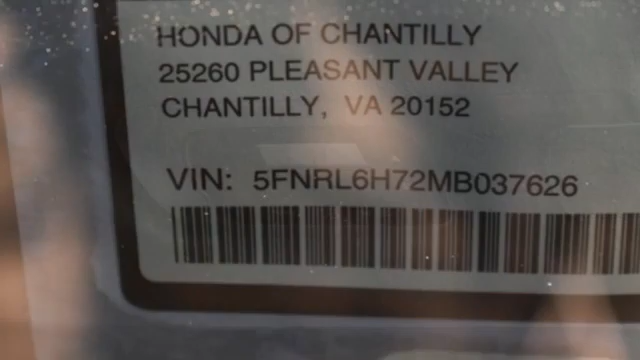 HONDA OF CHANTILLY
25260 PLEASANT VALLEY
CHANTILLY, VA 20152
VIN: 5FNRL6H72MB037626